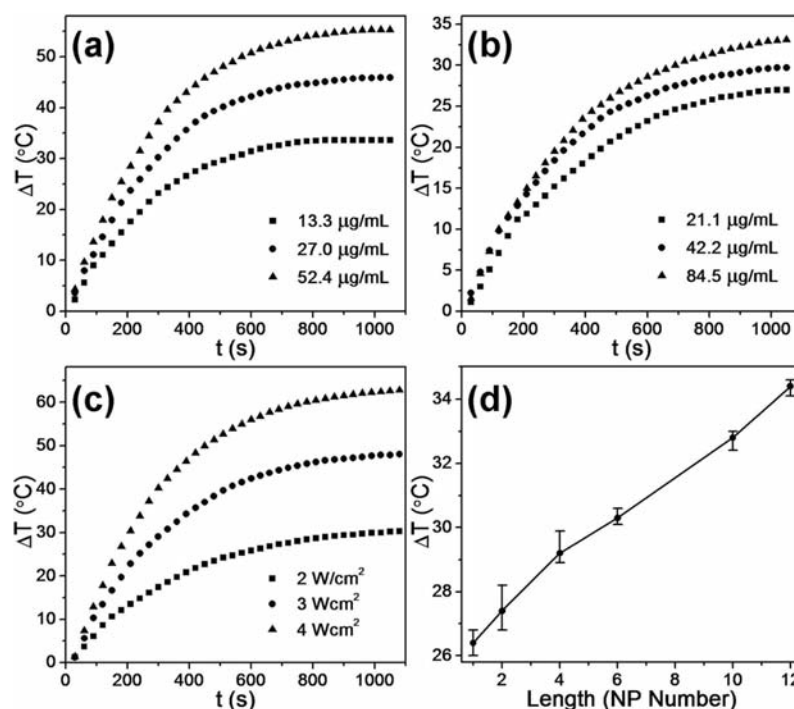 (a)
ΔT (°C)
50
40
30
20
10
0
13.3 μg/mL
27.0 μg/mL
52.4 μg/mL
0 200 400 600 800 1000
t (s)
(b)
ΔT (°C)
35
30
25
20
15
10
5
0
21.1 μg/mL
42.2 μg/mL
84.5 μg/mL
0 200 400 600 800 1000
t (s)
(c)
ΔT (°C)
60
50
40
30
20
10
0
2 W/cm²
3 Wcm²
4 Wcm²
0 200 400 600 800 1000
t (s)
(d)
ΔT (°C)
34
32
30
28
26
2 4 6 8 10 12
Length (NP Number)